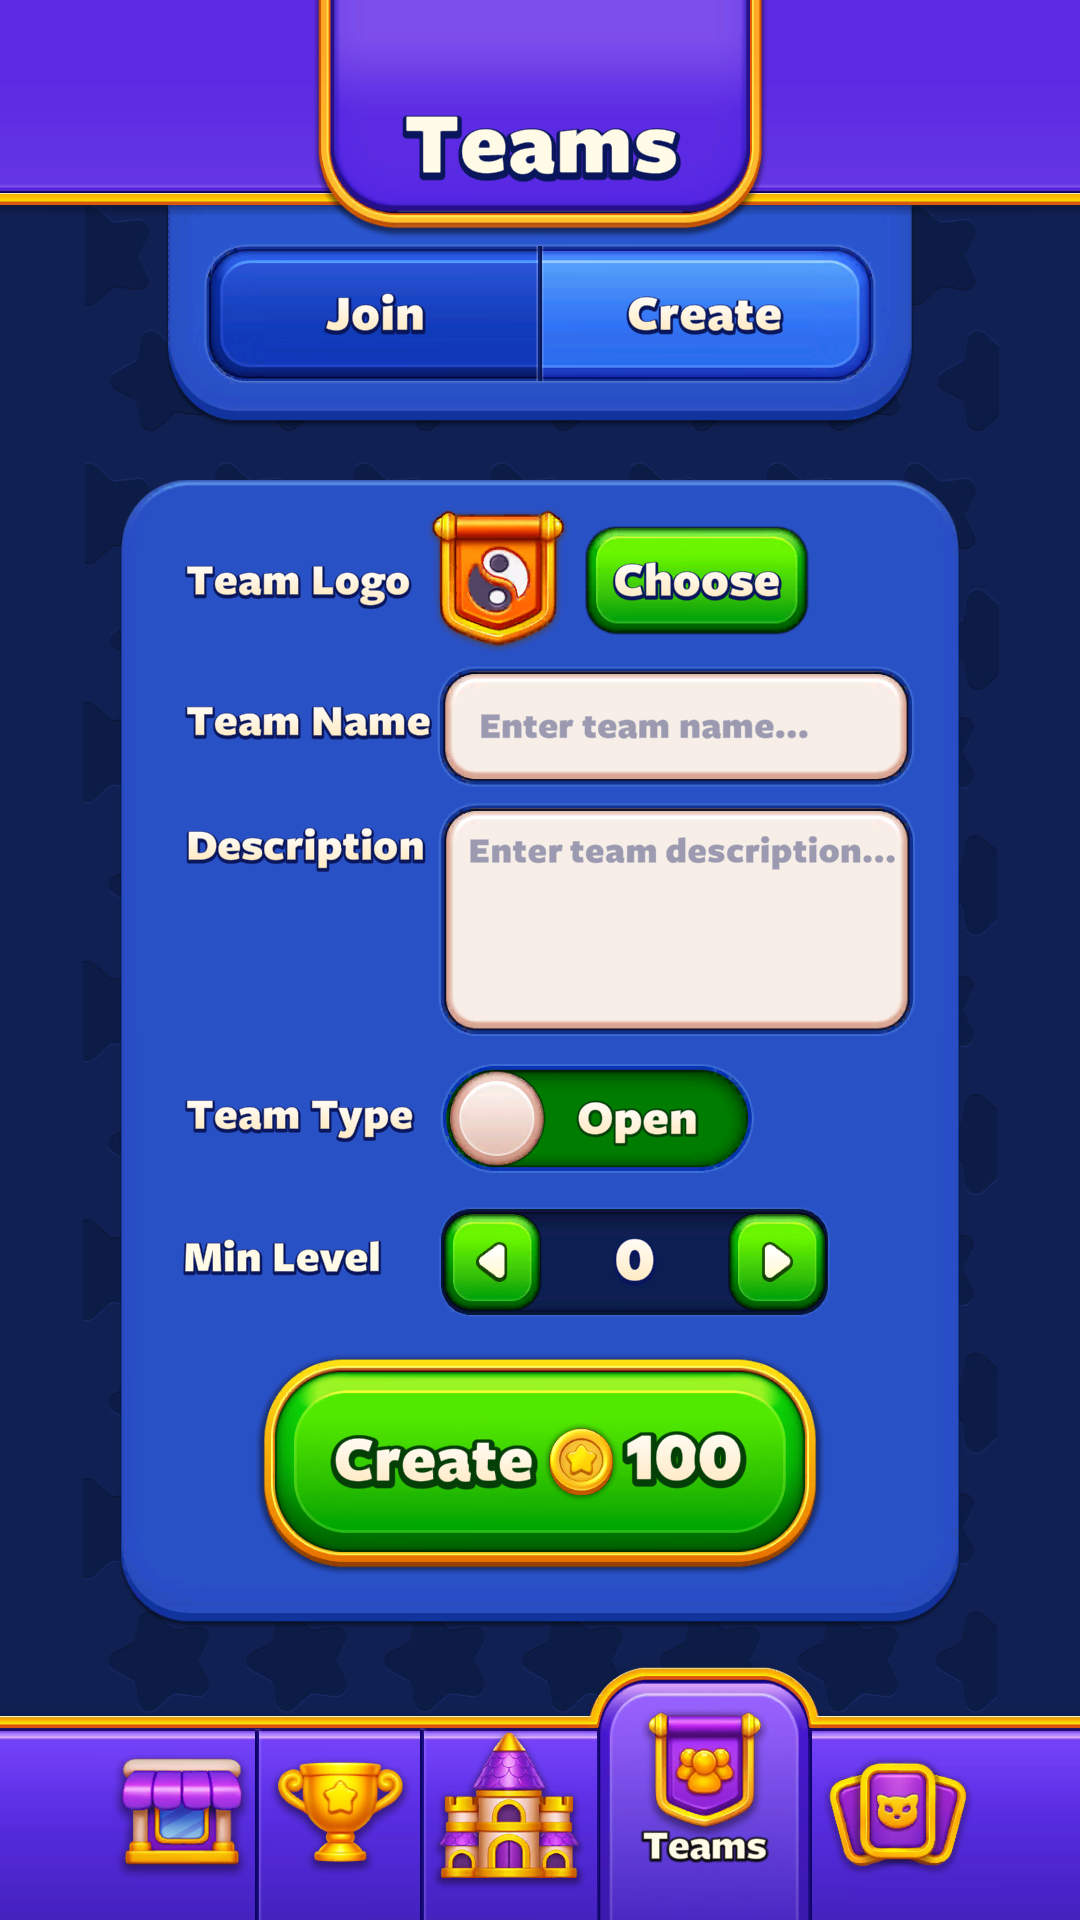 Teams
Join
Create
Team Logo
Choose
Team Name
Enter team name...
Description
Enter team description...
Team Type
Open
Min Level
0
Create 100
Teams